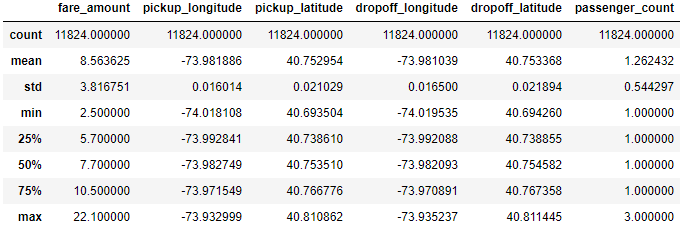 fare_amount pickup_longitude pickup_latitude dropoff_longitude dropoff_latitude passenger_count
count 11824.000000 11824.000000 11824.000000 11824.000000 11824.000000 11824.000000
mean 8.563625 -73.981886 40.752954 -73.981039 40.753368 1.262432
std 3.816751 0.016014 0.021029 0.016500 0.021894 0.544297
min 2.500000 -74.018108 40.693504 -74.019535 40.694260 1.000000
25% 5.700000 -73.992841 40.738610 -73.992088 40.738855 1.000000
50% 7.700000 -73.982749 40.753510 -73.982093 40.754582 1.000000
75% 10.500000 -73.971549 40.766776 -73.970891 40.767358 1.000000
max 22.100000 -73.932999 40.810862 -73.935237 40.811445 3.000000